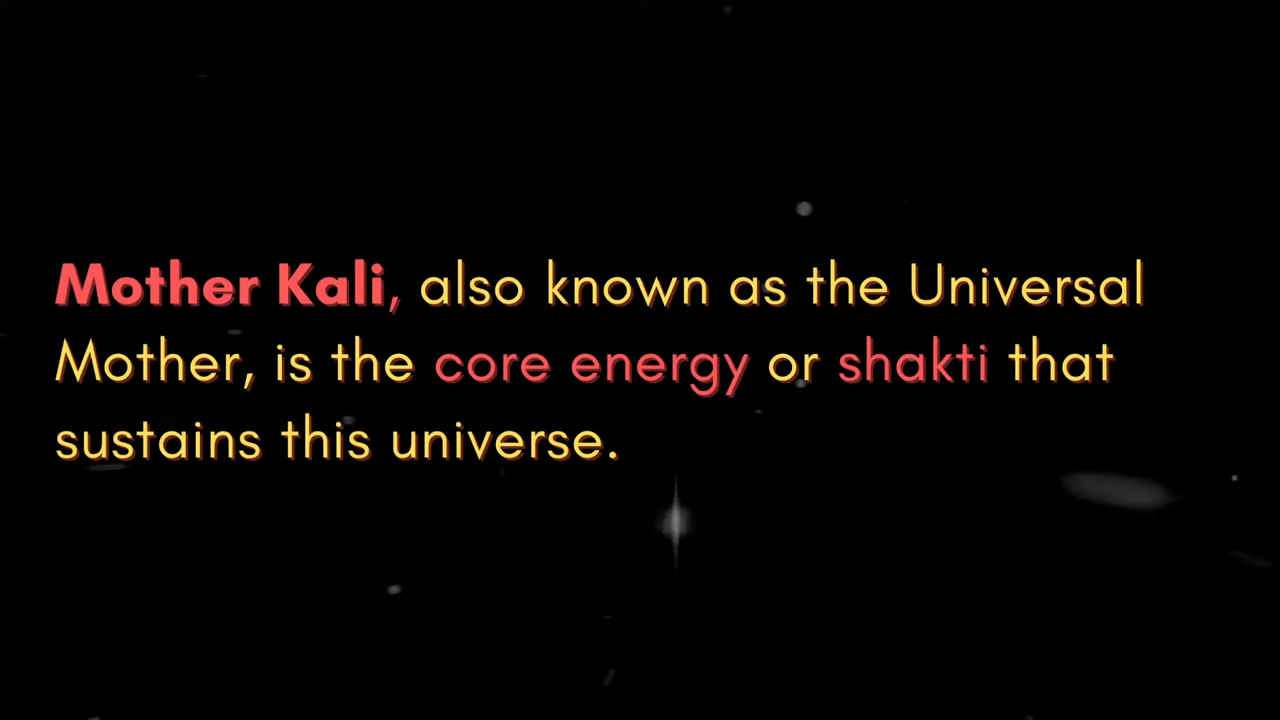 Mother Kali, also known as the Universal
Mother, is the core energy or shakti that
sustains this universe.